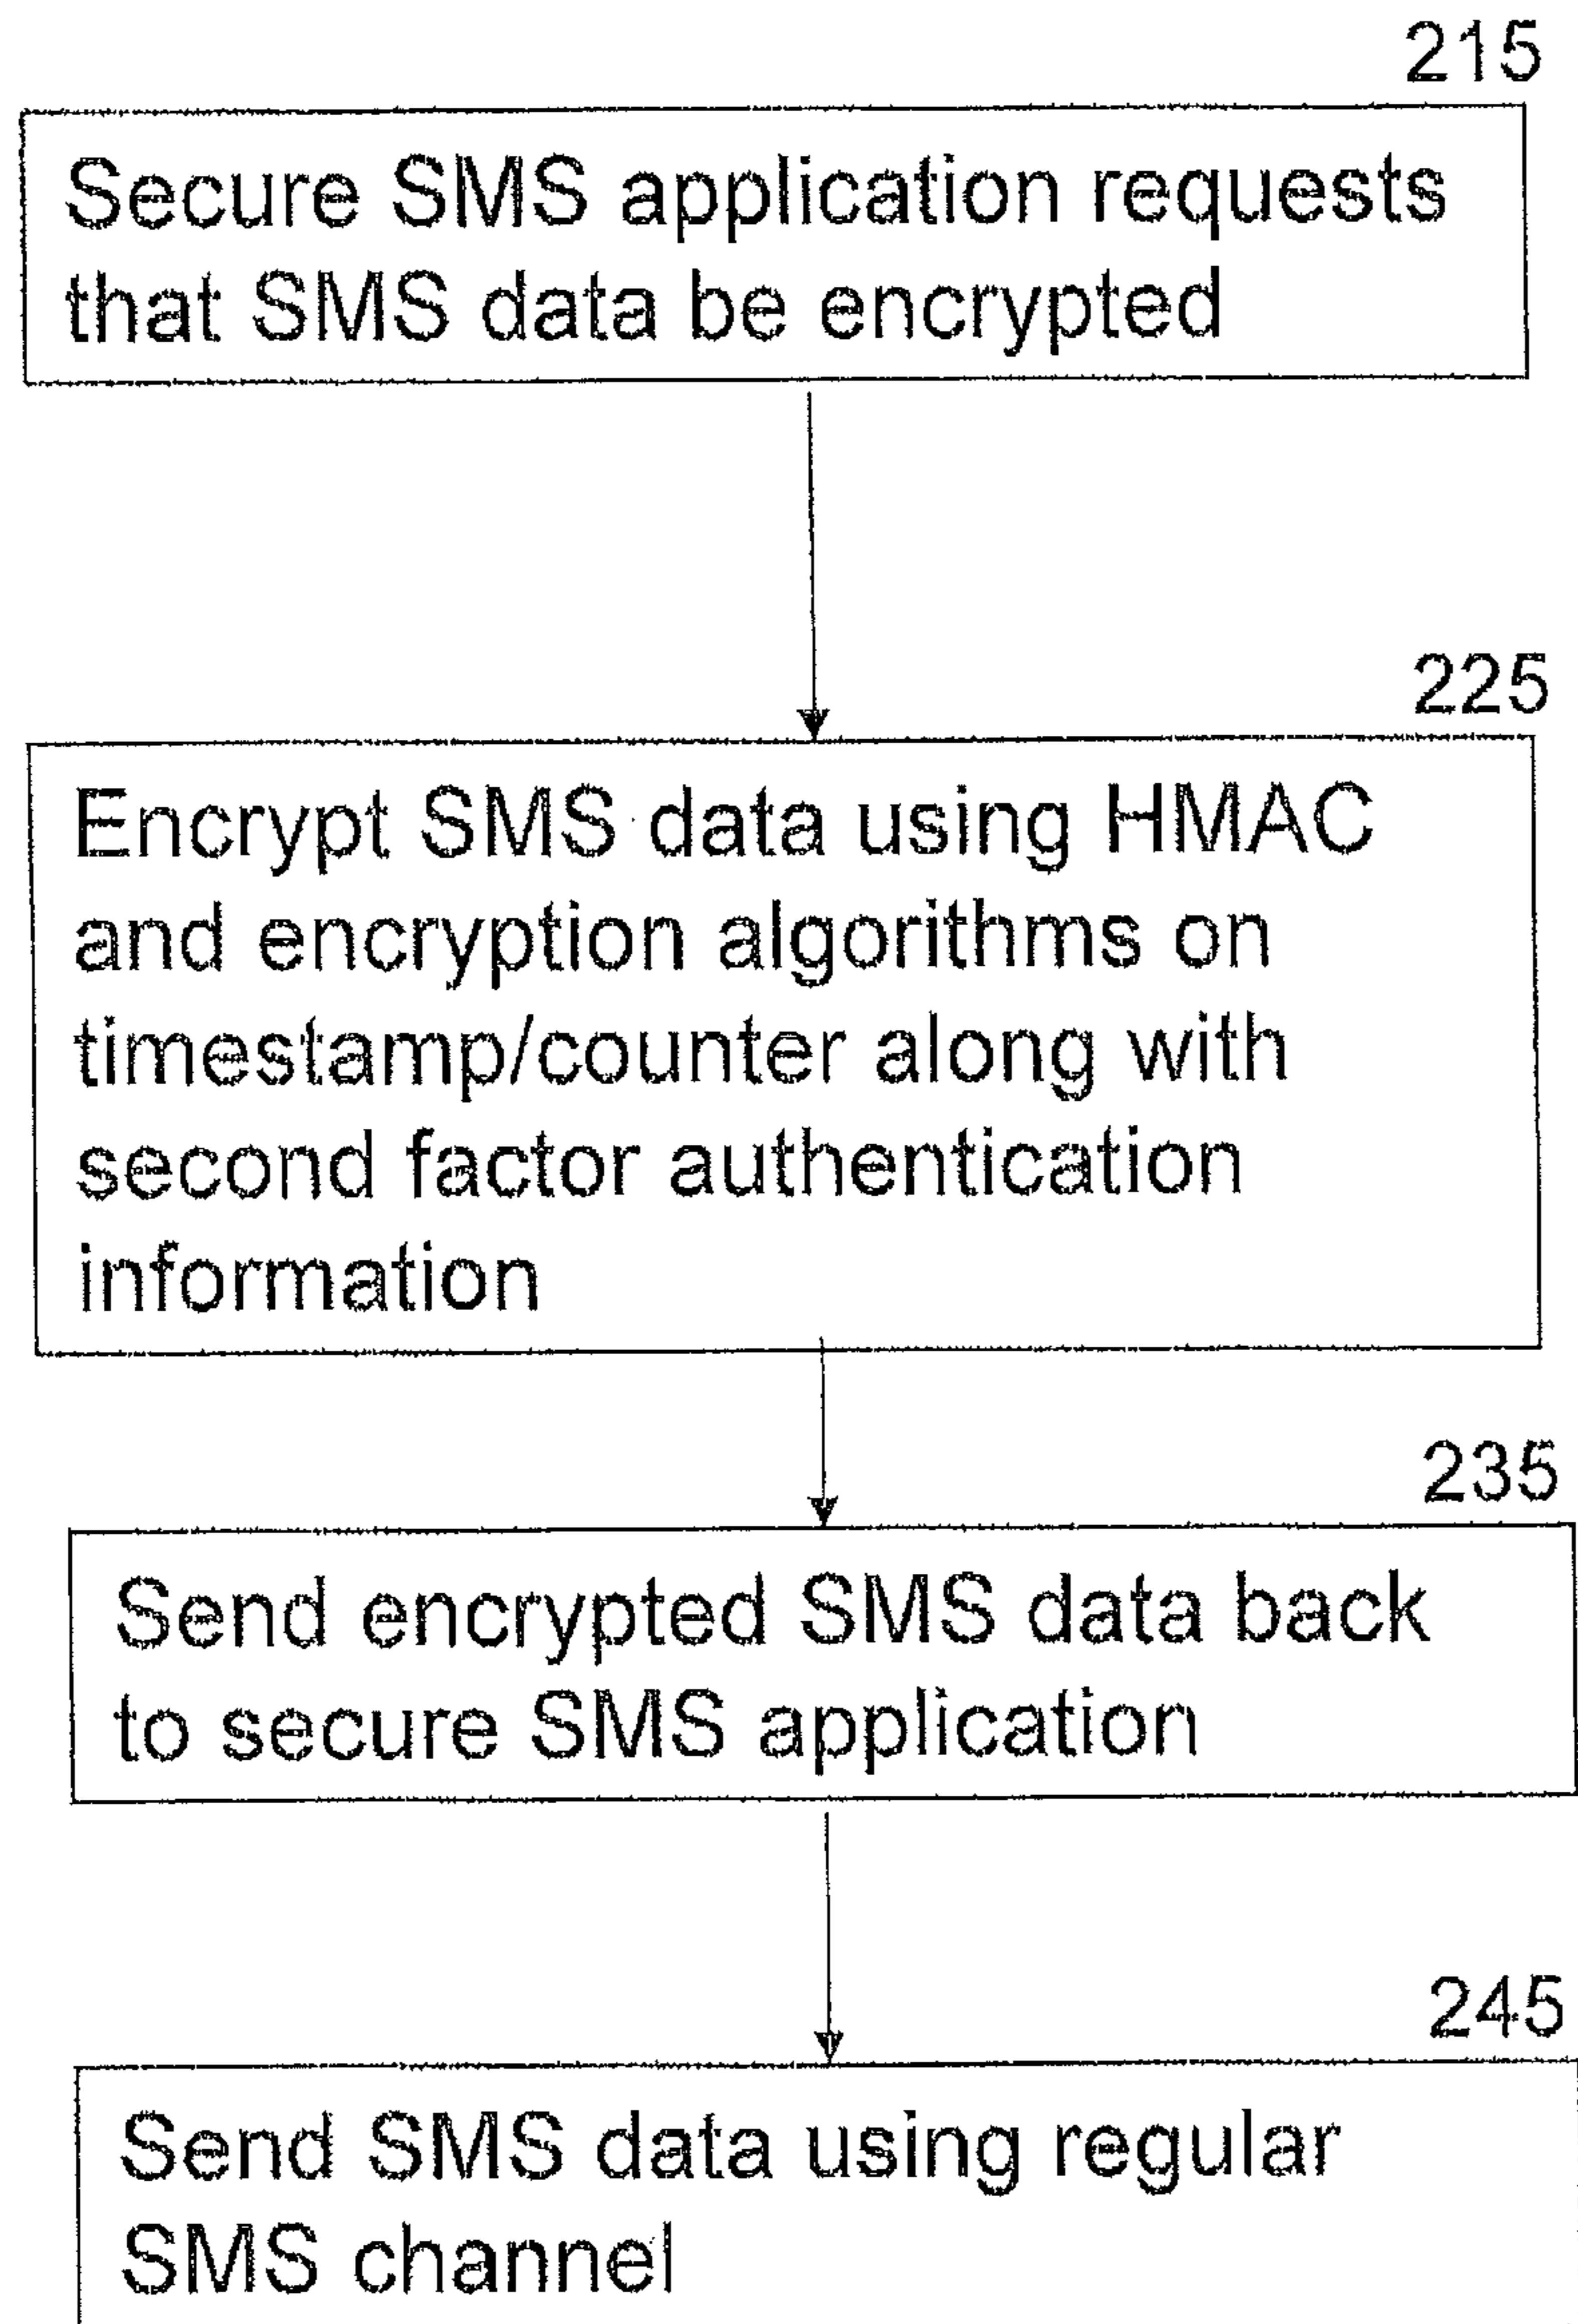 215
Secure SMS application requests
that SMS data be encrypted
225
Encrypt SMS data using HMAC
and encryption algorithms on
timestamp/counter along with
second factor authentication
information
235
Send encrypted SMS data back
to secure SMS application
245
Send SMS data using regular
SMS channel